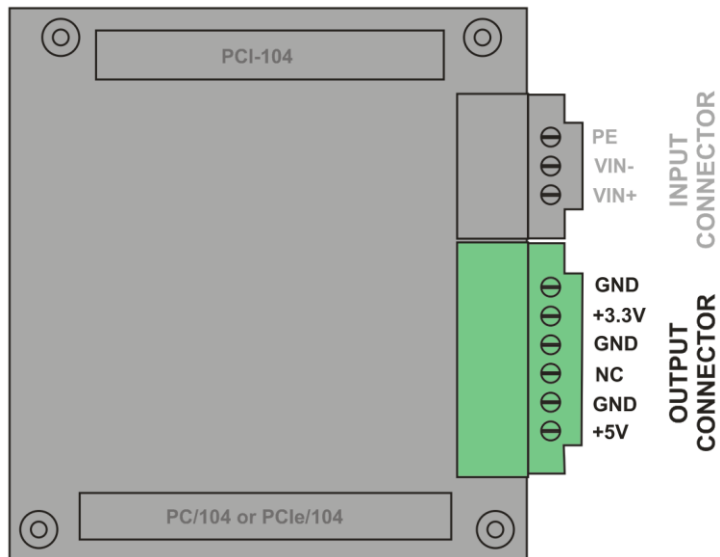 PCI-104
PE
VIN-
VIN+
INPUT
CONNECTOR
GND
+3.3V
GND
NC
GND
+5V
OUTPUT
CONNECTOR
PC/104 or PCIe/104